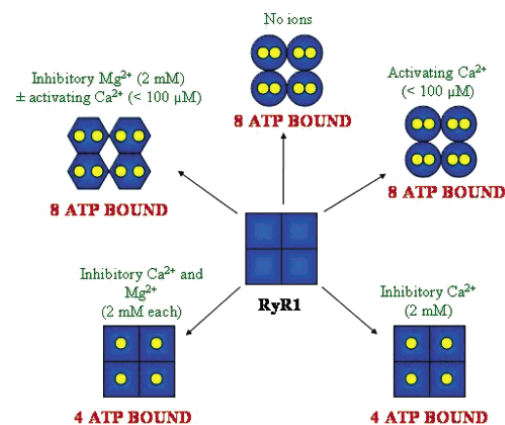 No ions
8 ATP BOUND
Inhibitory Mg²⁺ (2 mM)
± activating Ca²⁺ (< 100 µM)
8 ATP BOUND
Activating Ca²⁺
(< 100 µM)
8 ATP BOUND
RyR1
Inhibitory Ca²⁺ and
Mg²⁺
(2 mM each)
4 ATP BOUND
Inhibitory Ca²⁺
(2 mM)
4 ATP BOUND